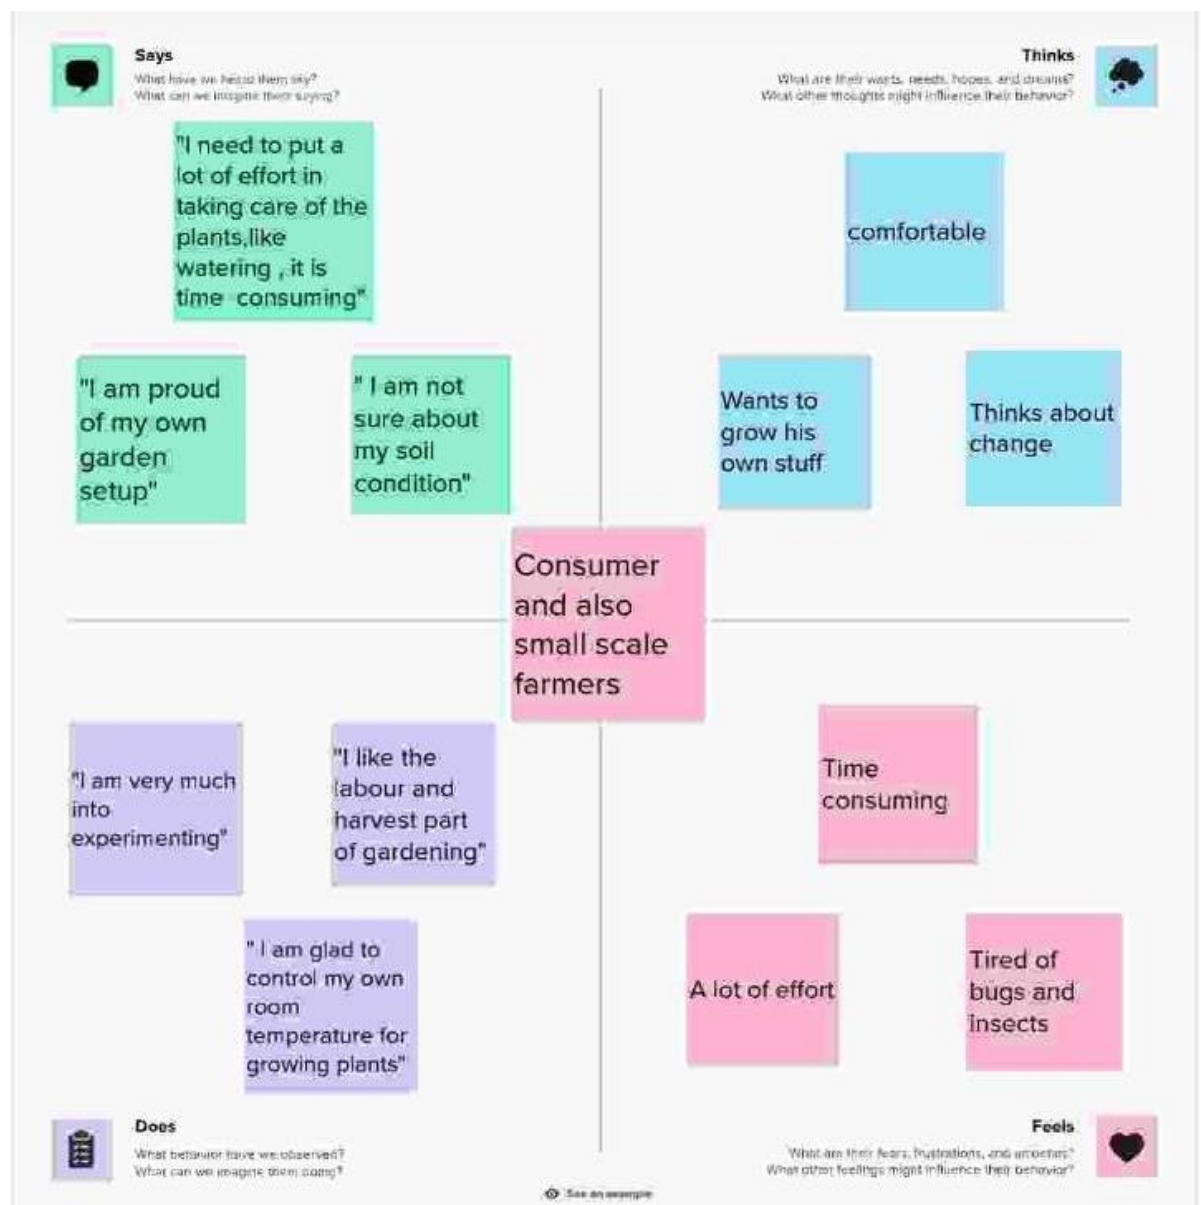 Says
What have we heard them say?
What can we imagine them saying?
Thinks
What are their wants, needs, hopes, and dreams?
What other thoughts might influence their behavior?
"I need to put a
lot of effort in
taking care of the
plants,like
watering , it is
time consuming"
comfortable
"I am proud
of my own
garden
setup"
" I am not
sure about
my soil
condition"
Wants to
grow his
own stuff
Thinks about
change
Consumer
and also
small scale
farmers
"I am very much
into
experimenting"
"I like the
labour and
harvest part
of gardening"
" I am glad to
control my own
room
temperature for
growing plants"
Time
consuming
A lot of effort
Tired of
bugs and
insects
Does
What behavior have we observed?
What can we imagine them doing?
Feels
What are their fears, frustrations, and anxieties?
What other feelings might influence their behavior?
See an example